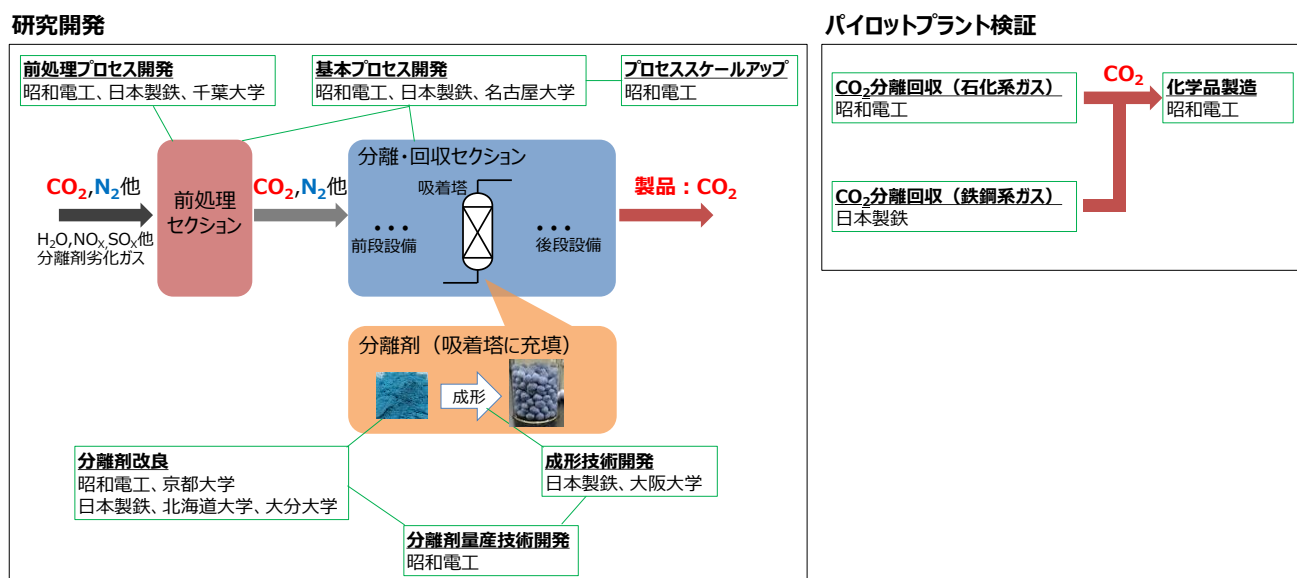 研究開発
前処理プロセス開発
昭和電工、日本製鉄、千葉大学
基本プロセス開発
昭和電工、日本製鉄、名古屋大学
プロセススケールアップ
昭和電工
CO₂,N₂他
H₂O,NOₓ,SOₓ他
分離剤劣化ガス
前処理
セクション
CO₂,N₂他
分離・回収セクション
吸着塔
・・・
前段設備
・・・
後段設備
製品:CO₂
分離剤(吸着塔に充填)
成形
分離剤改良
昭和電工、京都大学
日本製鉄、北海道大学、大分大学
成形技術開発
日本製鉄、大阪大学
分離剤量産技術開発
昭和電工
パイロットプラント検証
CO₂分離回収(石化系ガス)
昭和電工
CO₂
化学品製造
昭和電工
CO₂分離回収(鉄鋼系ガス)
日本製鉄